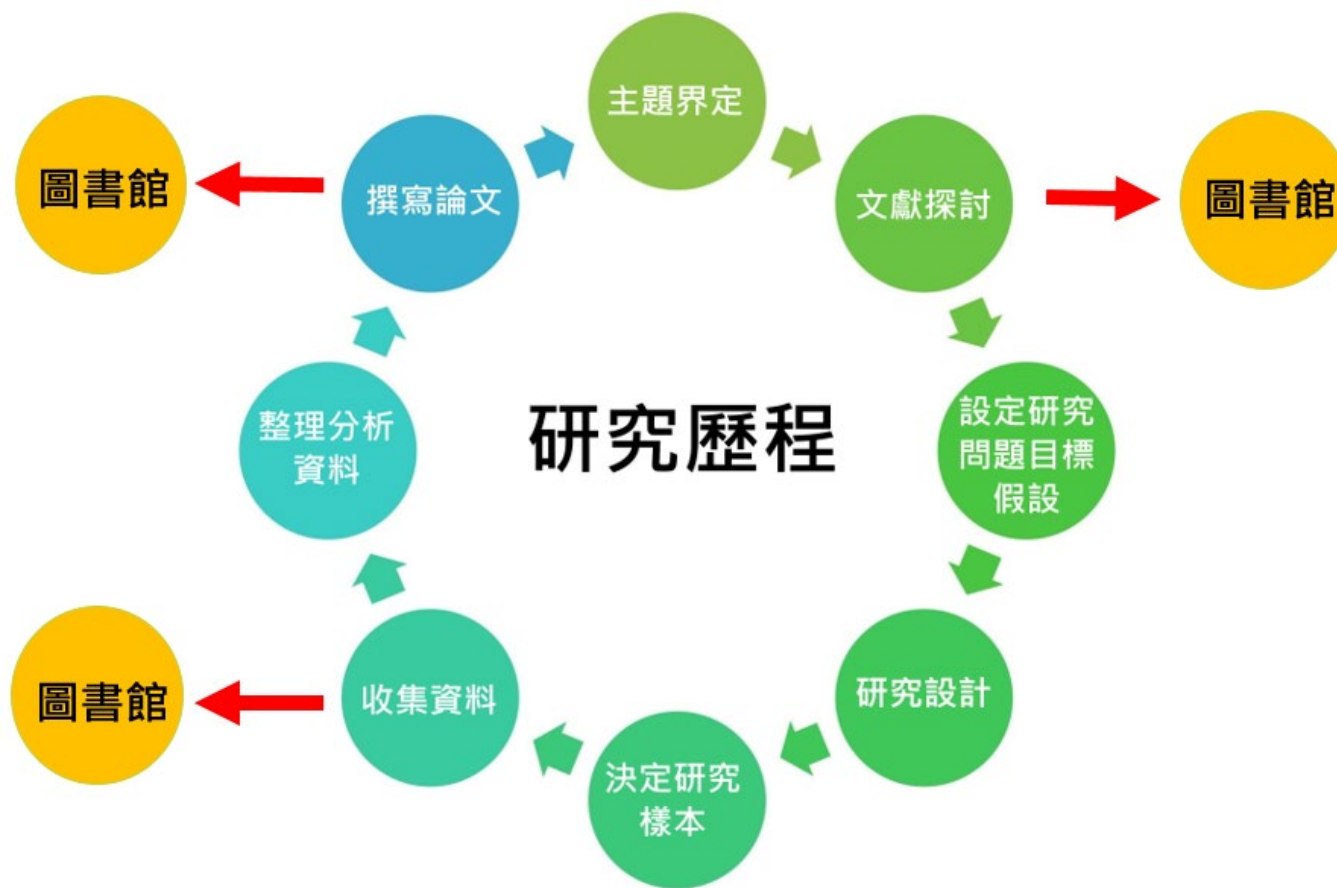 主題界定
文獻探討
圖書館
設定研究
問題目標
假設
研究設計
決定研究
樣本
收集資料
圖書館
整理分析
資料
撰寫論文
圖書館
研究歷程